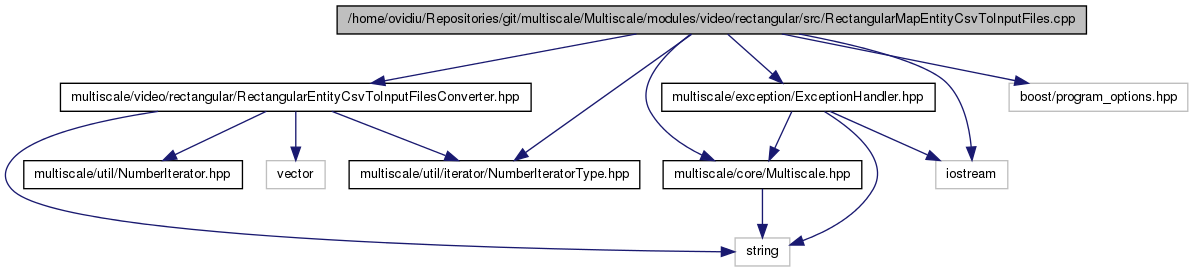 /home/ovidiu/Repositories/git/multiscale/Multiscale/modules/video/rectangular/src/RectangularMapEntityCsvToInputFiles.cpp
multiscale/video/rectangular/RectangularEntityCsvToInputFilesConverter.hpp
multiscale/exception/ExceptionHandler.hpp
boost/program_options.hpp
multiscale/util/NumberIterator.hpp
vector
multiscale/util/iterator/NumberIteratorType.hpp
multiscale/core/Multiscale.hpp
iostream
string